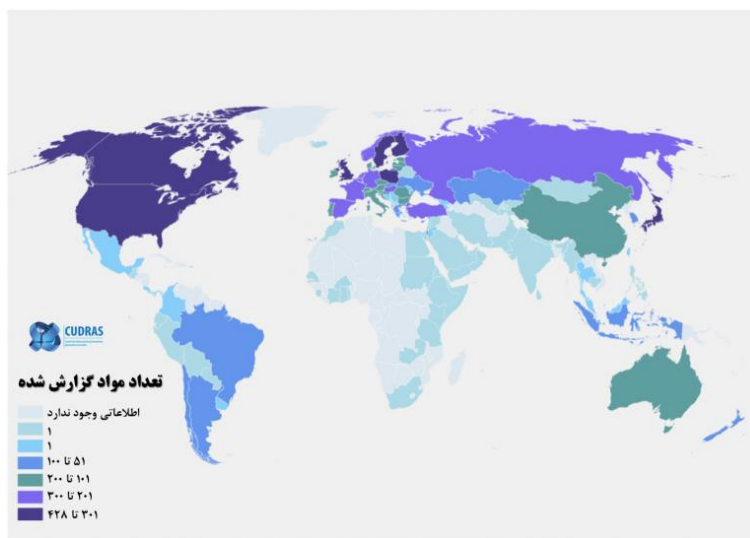 CUDRAS
تعداد مواد گزارش شده
اطلاعاتی وجود ندارد
۱
۱
۵۱ تا ۱۰۰
۱۰۱ تا ۲۰۰
۲۰۱ تا ۳۰۰
۳۰۱ تا ۴۲۸